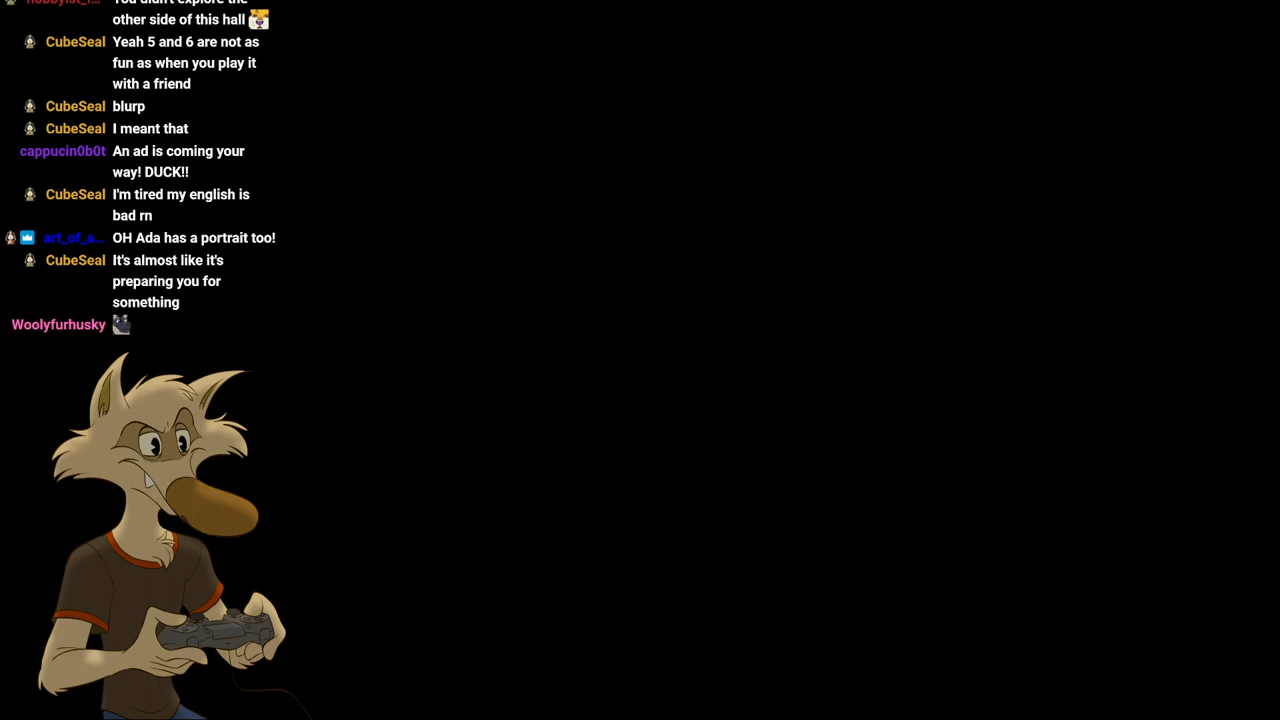 other side of this hall
CubeSeal Yeah 5 and 6 are not as
fun as when you play it
with a friend
CubeSeal blurp
CubeSeal I meant that
cappucin0b0t An ad is coming your
way! DUCK!!
CubeSeal I'm tired my english is
bad rn
art_of_a... OH Ada has a portrait too!
CubeSeal It's almost like it's
preparing you for
something
Woolyfurhusky